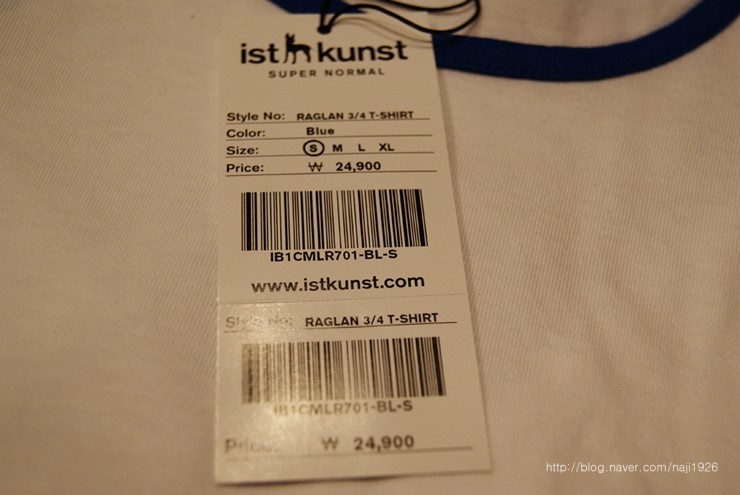 ist kunst
SUPER NORMAL
Style No: RAGLAN 3/4 T-SHIRT
Color: Blue
Size: S M L XL
Price: ₩ 24,900
IB1CMLR701-BL-S
www.istkunst.com
Style No: RAGLAN 3/4 T-SHIRT
IB1CMLR701-BL-S
Price: ₩ 24,900
http://blog.naver.com/naji1926